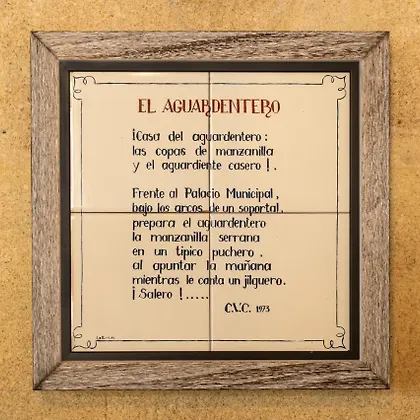 EL AGUARDENTERO
¡Casa del aguardentero:
las copas de manzanilla
y el aguardiente casero!.
Frente al Palacio Municipal,
bajo los arcos de un soportal,
prepara el aguardentero
la manzanilla serrana
en un típico puchero,
al apuntar la mañana
mientras le canta un jilguero.
¡Salero!.....
C.V.C. 1973